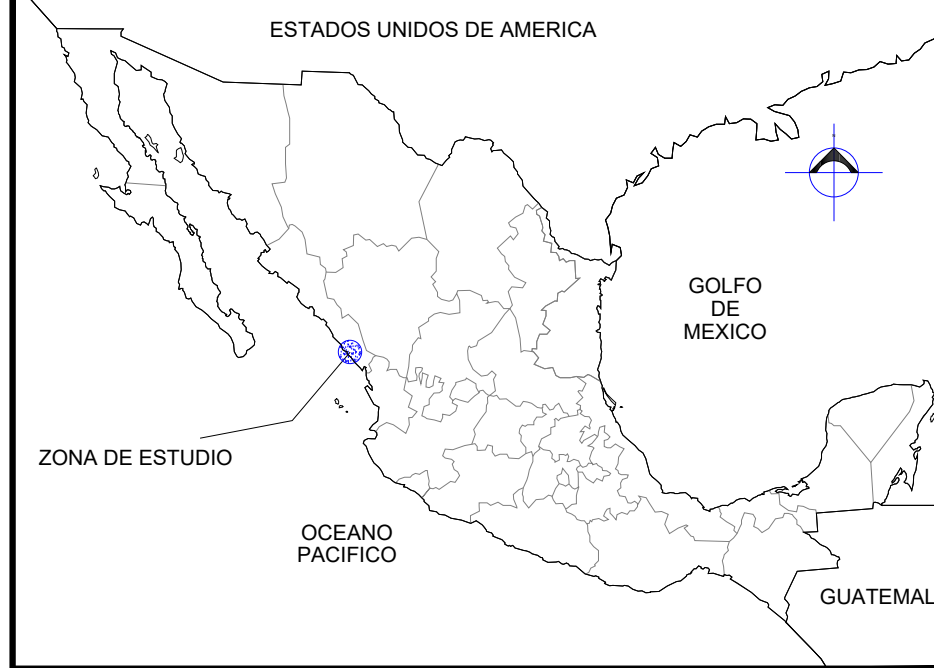 ESTADOS UNIDOS DE AMERICA
GOLFO
DE
MEXICO
ZONA DE ESTUDIO
OCEANO
PACIFICO
GUATEMAL